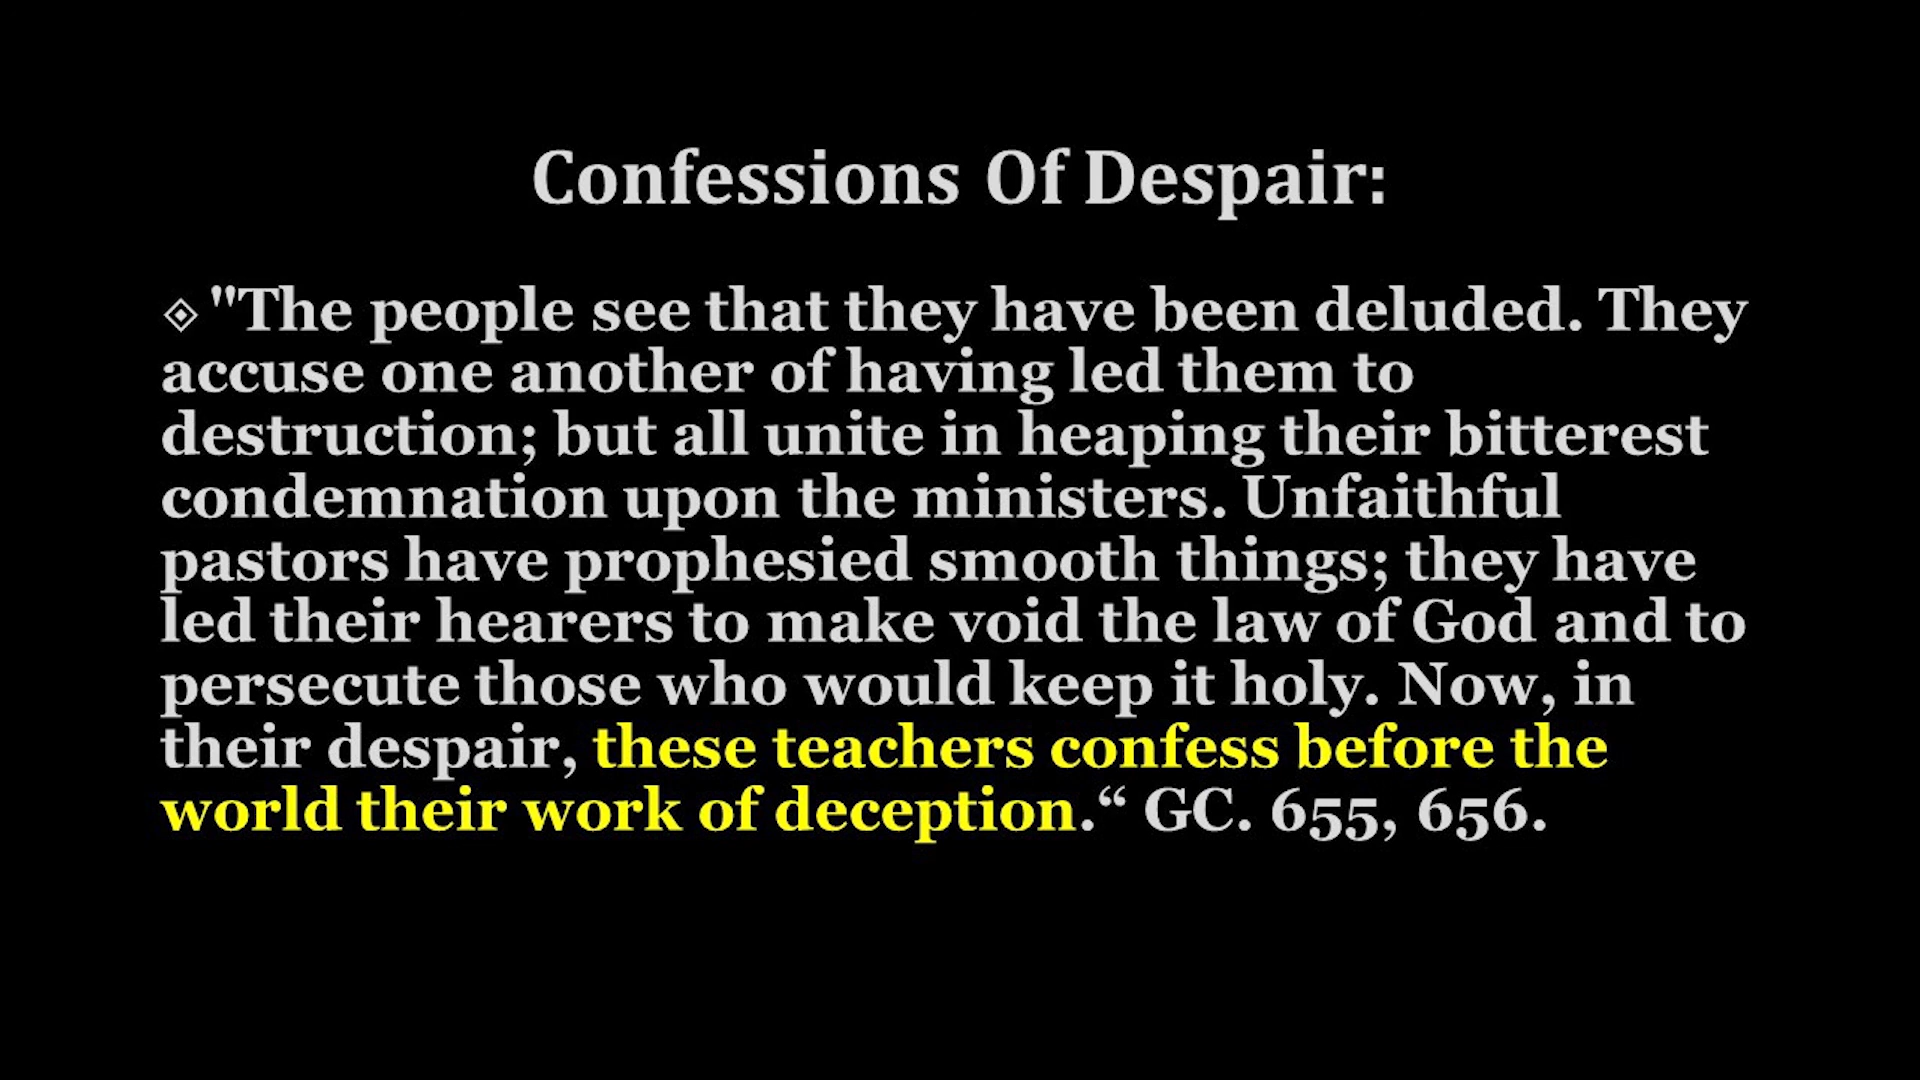 Confessions Of Despair:
◈ "The people see that they have been deluded. They
accuse one another of having led them to
destruction; but all unite in heaping their bitterest
condemnation upon the ministers. Unfaithful
pastors have prophesied smooth things; they have
led their hearers to make void the law of God and to
persecute those who would keep it holy. Now, in
their despair, these teachers confess before the
world their work of deception.“ GC. 655, 656.